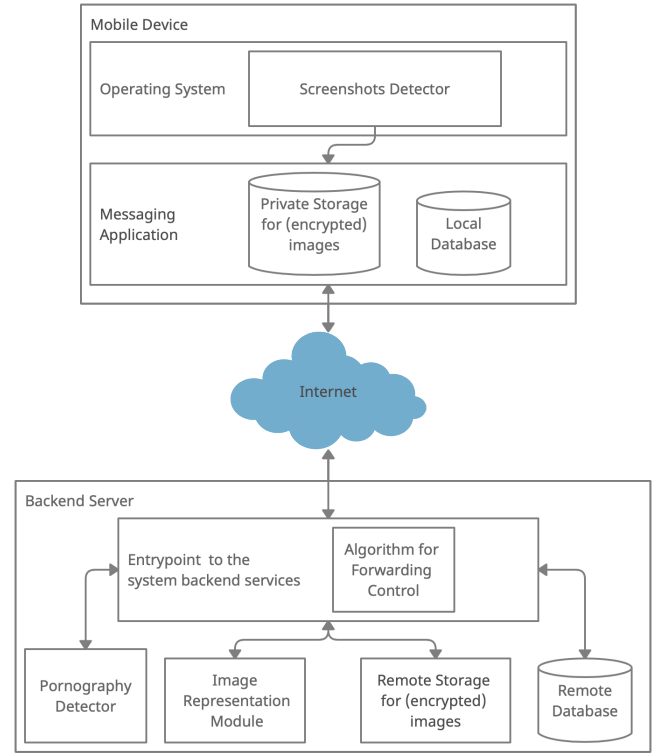 Mobile Device
Operating System
Screenshots Detector
Messaging
Application
Private Storage
for (encrypted)
images
Local
Database
Internet
Backend Server
Entrypoint to the
system backend services
Algorithm for
Forwarding
Control
Pornography
Detector
Image
Representation
Module
Remote Storage
for (encrypted)
images
Remote
Database